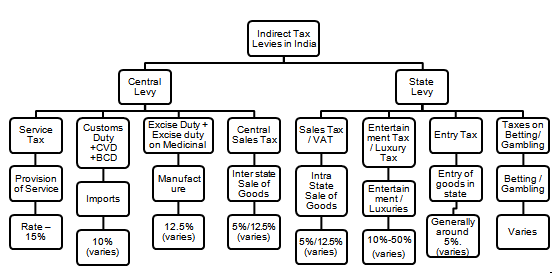 Indirect Tax
Levies in India
Central
Levy
State
Levy
Service
Tax
Customs
Duty
+CVD
+BCD
Excise Duty +
Excise duty
on Medicinal
Central
Sales Tax
Sales Tax
/ VAT
Entertain
ment Tax
/ Luxury
Tax
Entry Tax
Taxes on
Betting/
Gambling
Provision
of Service
Imports
Manufact
ure
Inter state
Sale of
Goods
Intra
State
Sale of
Goods
Entertain
ment /
Luxuries
Entry of
goods in
state
Betting /
Gambling
Rate –
15%
10%
(varies)
12.5%
(varies)
5%/12.5%
(varies)
5%/12.5%
(varies)
10%-50%
(varies)
Generally
around
5%.
(varies)
Varies